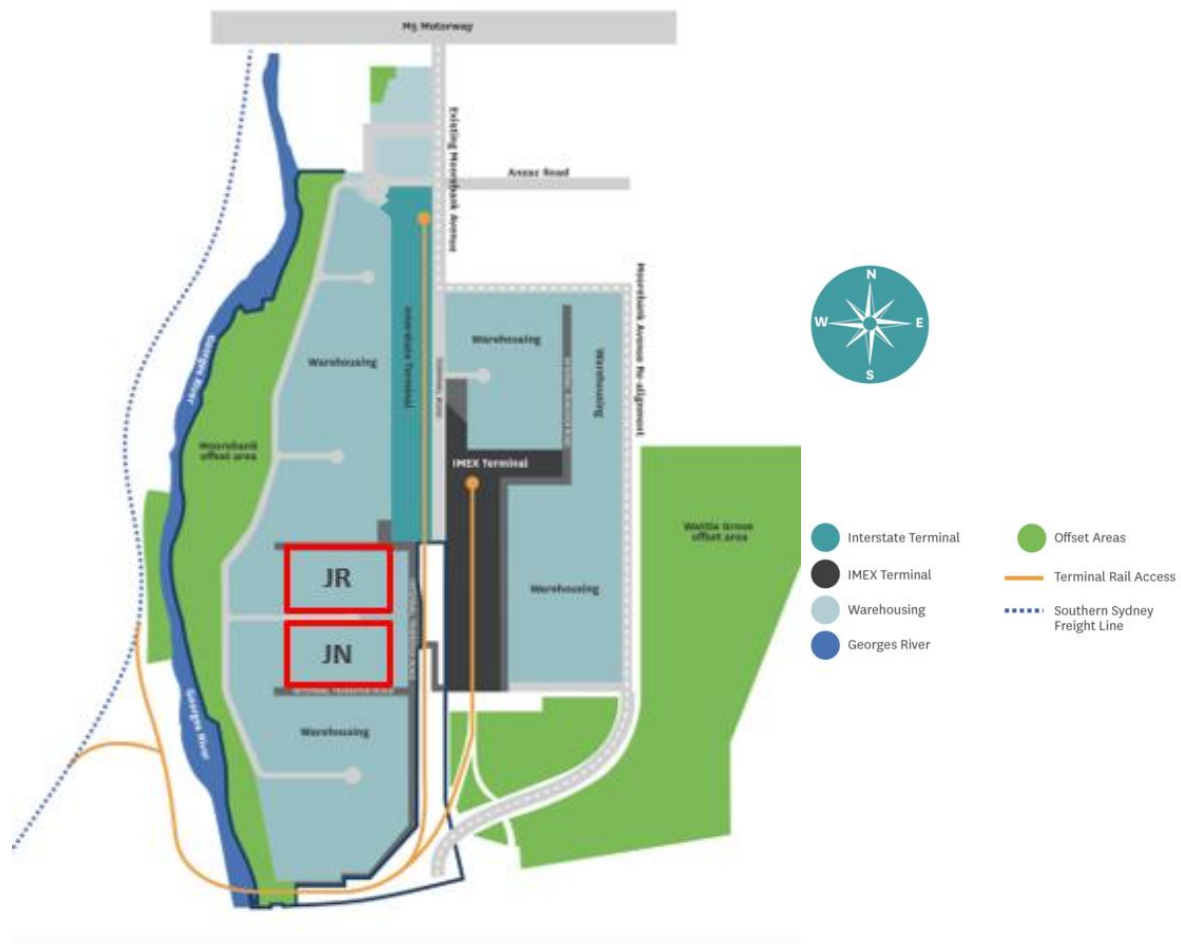 M5 Motorway
Existing Moorebank Avenue
Anzac Road
N
W
E
S
Moorebank Avenue Re-alignment
Georges River
Warehousing
Interstate Terminal
Warehousing
Warehousing
Moorebank
offset area
IMEX Terminal
Wattle Grove
offset area
Interstate Terminal
Offset Areas
IMEX Terminal
Terminal Rail Access
Warehousing
Southern Sydney
Freight Line
Georges River
JR
Warehousing
JN
Georges River
Warehousing